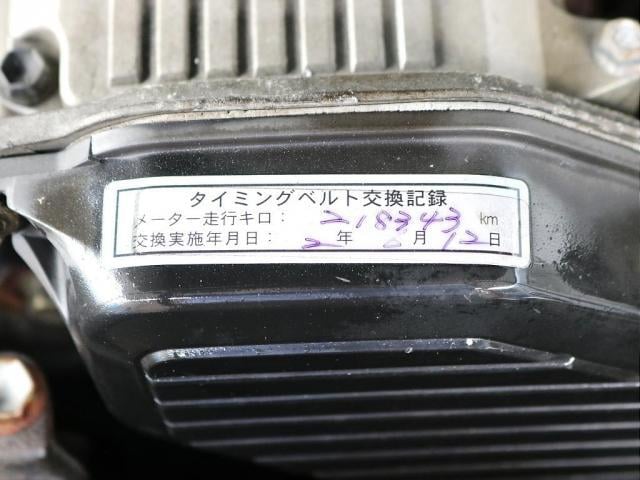 タイミングベルト交換記録
メーター走行キロ： 218343 km
交換実施年月日： 2年 月 12日